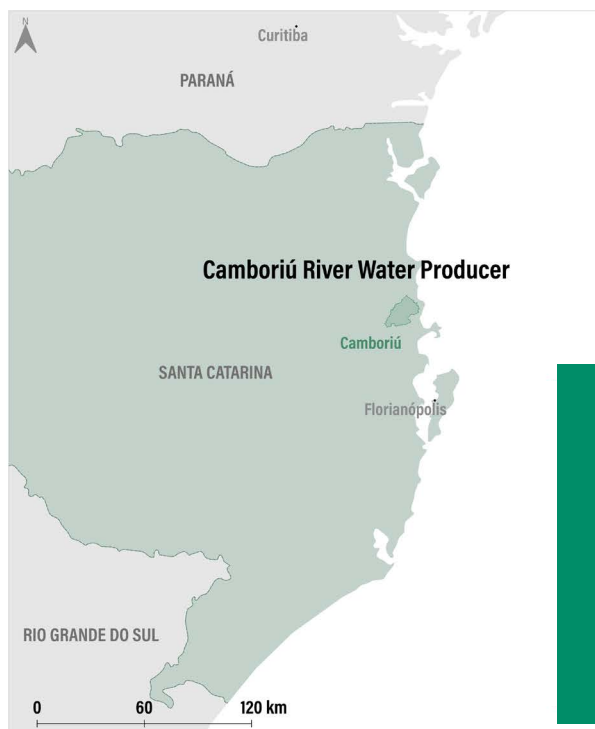 N
Curitiba
PARANÁ
Camboriú River Water Producer
Camboriú
SANTA CATARINA
Florianópolis
RIO GRANDE DO SUL
0 60 120 km